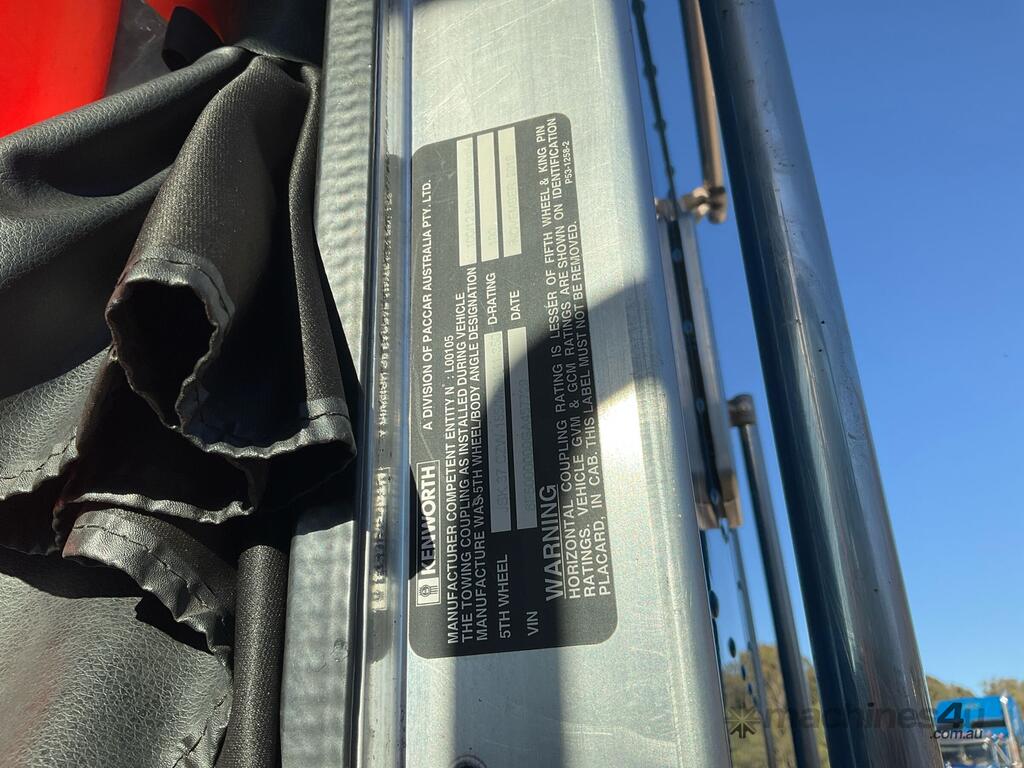 KENWORTH
A DIVISION OF PACCAR AUSTRALIA PTY. LTD.
MANUFACTURER COMPETENT ENTITY N°: L00105
THE TOWING COUPLING AS INSTALLED DURING VEHICLE
MANUFACTURE WAS:5TH WHEEL/BODY ANGLE DESIGNATION
5TH WHEEL
D-RATING
VIN
DATE
WARNING
HORIZONTAL COUPLING RATING IS LESSER OF FIFTH WHEEL & KING PIN
RATINGS. VEHICLE GVM & GCM RATINGS ARE SHOWN ON IDENTIFICATION
PLACARD, IN CAB. THIS LABEL MUST NOT BE REMOVED.
P53-1258-2
machines4u
.com.au